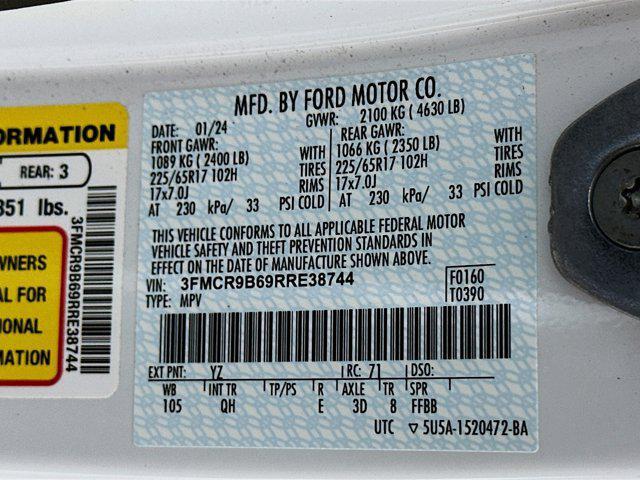 MFD. BY FORD MOTOR CO.
DATE: 01/24 GVWR: 2100 KG ( 4630 LB)
FRONT GAWR: REAR GAWR:
1089 KG ( 2400 LB) WITH 1066 KG ( 2350 LB) WITH
225/65R17 102H TIRES 225/65R17 102H TIRES
17x7.0J RIMS 17x7.0J RIMS
AT 230 kPa/ 33 PSI COLD AT 230 kPa/ 33 PSI COLD
THIS VEHICLE CONFORMS TO ALL APPLICABLE FEDERAL MOTOR
VEHICLE SAFETY AND THEFT PREVENTION STANDARDS IN
EFFECT ON THE DATE OF MANUFACTURE SHOWN ABOVE.
VIN: 3FMCR9B69RRE38744 F0160
TYPE: MPV T0390
EXT PNT: YZ RC: 71 DSO:
WB INT TR TP/PS R AXLE TR SPR
105 QH E 3D 8 FFBB
UTC ▽ 5U5A-1520472-BA
ORMATION
REAR: 3
351 lbs.
3FMCR9B69RRE38744
WNERS
AL FOR
IONAL
MATION